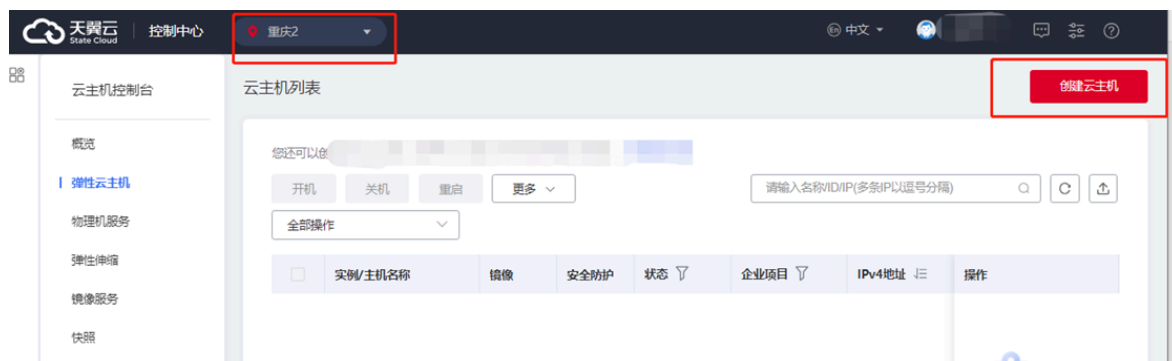 天翼云 State Cloud 控制中心 重庆2 En 中文
云主机控制台
概览
弹性云主机
物理机服务
弹性伸缩
镜像服务
快照
云主机列表 创建云主机
您还可以创
开机 关机 重启 更多 请输入名称/ID/IP(多条IP以逗号分隔)
全部操作
实例/主机名称 镜像 安全防护 状态 企业项目 IPv4地址 操作